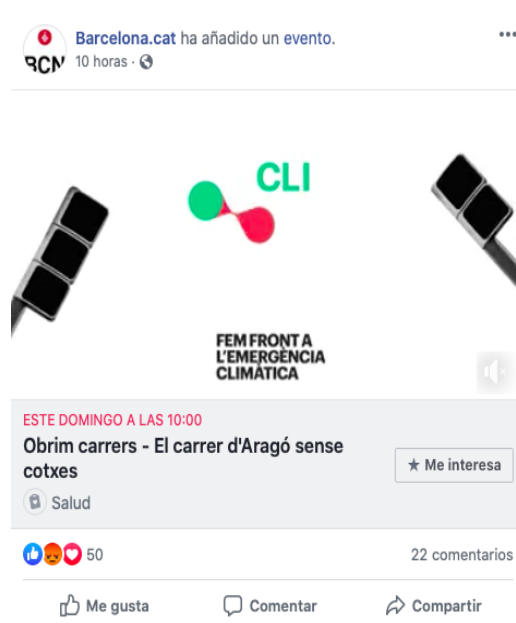 BCN
Barcelona.cat ha añadido un evento.
10 horas ·
CLI
FEM FRONT A
L'EMERGÈNCIA
CLIMÀTICA
ESTE DOMINGO A LAS 10:00
Obrim carrers - El carrer d'Aragó sense
cotxes
★ Me interesa
Salud
50
22 comentarios
Me gusta
Comentar
Compartir